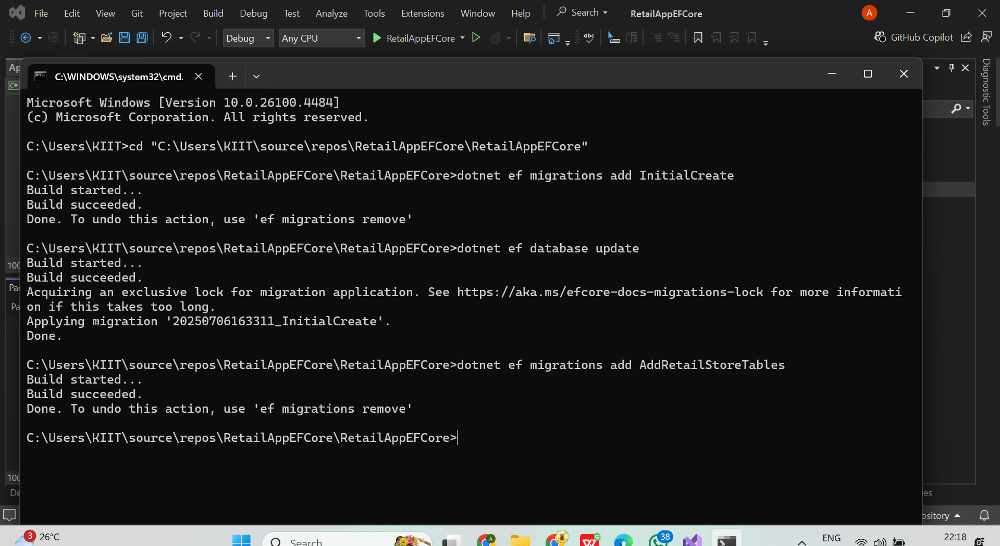 File Edit View Git Project Build Debug Test Analyze Tools Extensions Window Help Search RetailAppEFCore A
Debug Any CPU RetailAppEFCore abc GitHub Copilot
Ap
C:\WINDOWS\system32\cmd.
C#
Diagnostic Tools
Microsoft Windows [Version 10.0.26100.4484]
(c) Microsoft Corporation. All rights reserved.
C:\Users\KIIT>cd "C:\Users\KIIT\source\repos\RetailAppEFCore\RetailAppEFCore"
C:\Users\KIIT\source\repos\RetailAppEFCore\RetailAppEFCore>dotnet ef migrations add InitialCreate
Build started...
Build succeeded.
Done. To undo this action, use 'ef migrations remove'
C:\Users\KIIT\source\repos\RetailAppEFCore\RetailAppEFCore>dotnet ef database update
Build started...
Build succeeded.
Acquiring an exclusive lock for migration application. See https://aka.ms/efcore-docs-migrations-lock for more informati
on if this takes too long.
Applying migration '20250706163311_InitialCreate'.
Done.
C:\Users\KIIT\source\repos\RetailAppEFCore\RetailAppEFCore>dotnet ef migrations add AddRetailStoreTables
Build started...
Build succeeded.
Done. To undo this action, use 'ef migrations remove'
C:\Users\KIIT\source\repos\RetailAppEFCore\RetailAppEFCore>
100
Pac
Pa
100
De
ository
3 26°C
Search
A
S
38
ENG
22:18